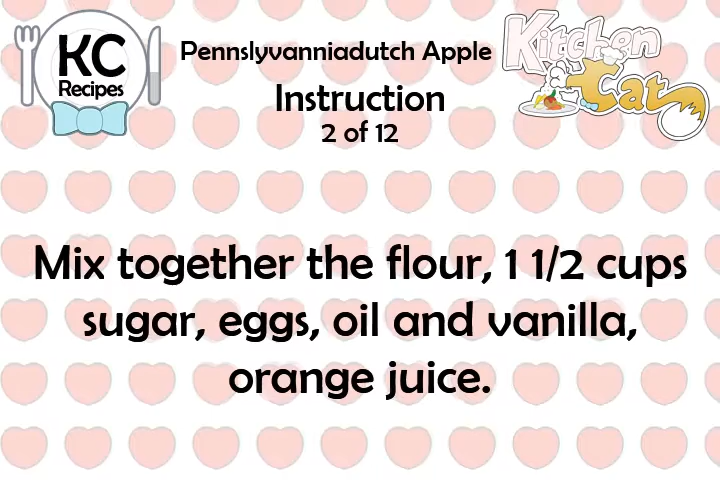 KC
Recipes
Pennslyvanniadutch Apple
Kitchen
Cat
Instruction
2 of 12
Mix together the flour, 1 1/2 cups
sugar, eggs, oil and vanilla,
orange juice.